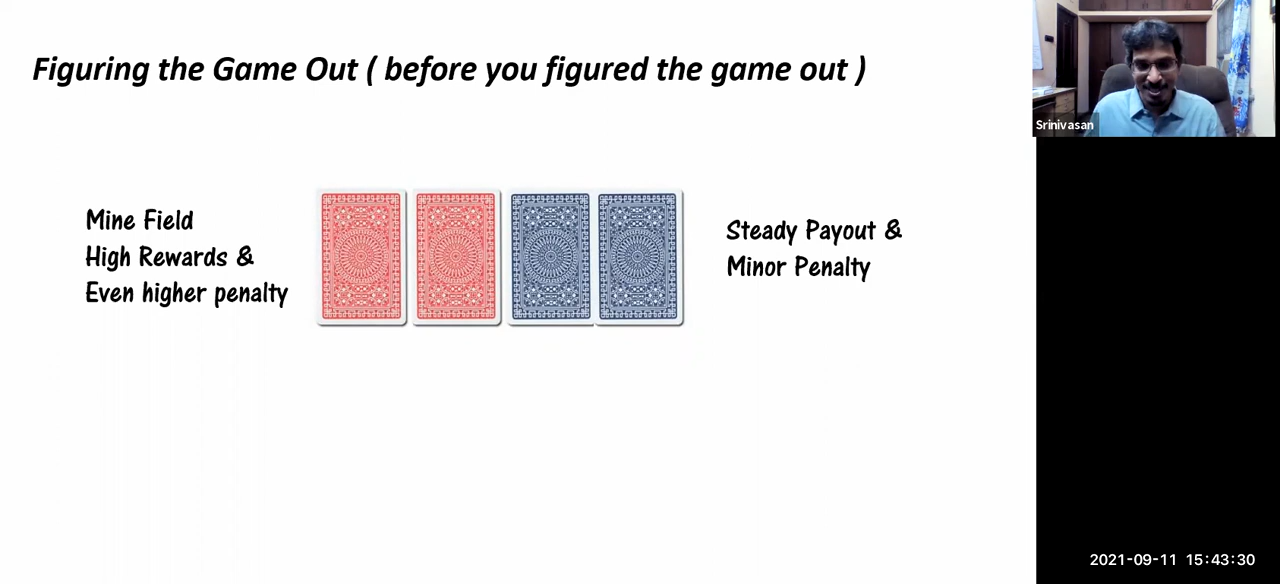 Figuring the Game Out ( before you figured the game out )
Srinivasan
Mine Field
High Rewards &
Even higher penalty
Steady Payout &
Minor Penalty
2021-09-11 15:43:30